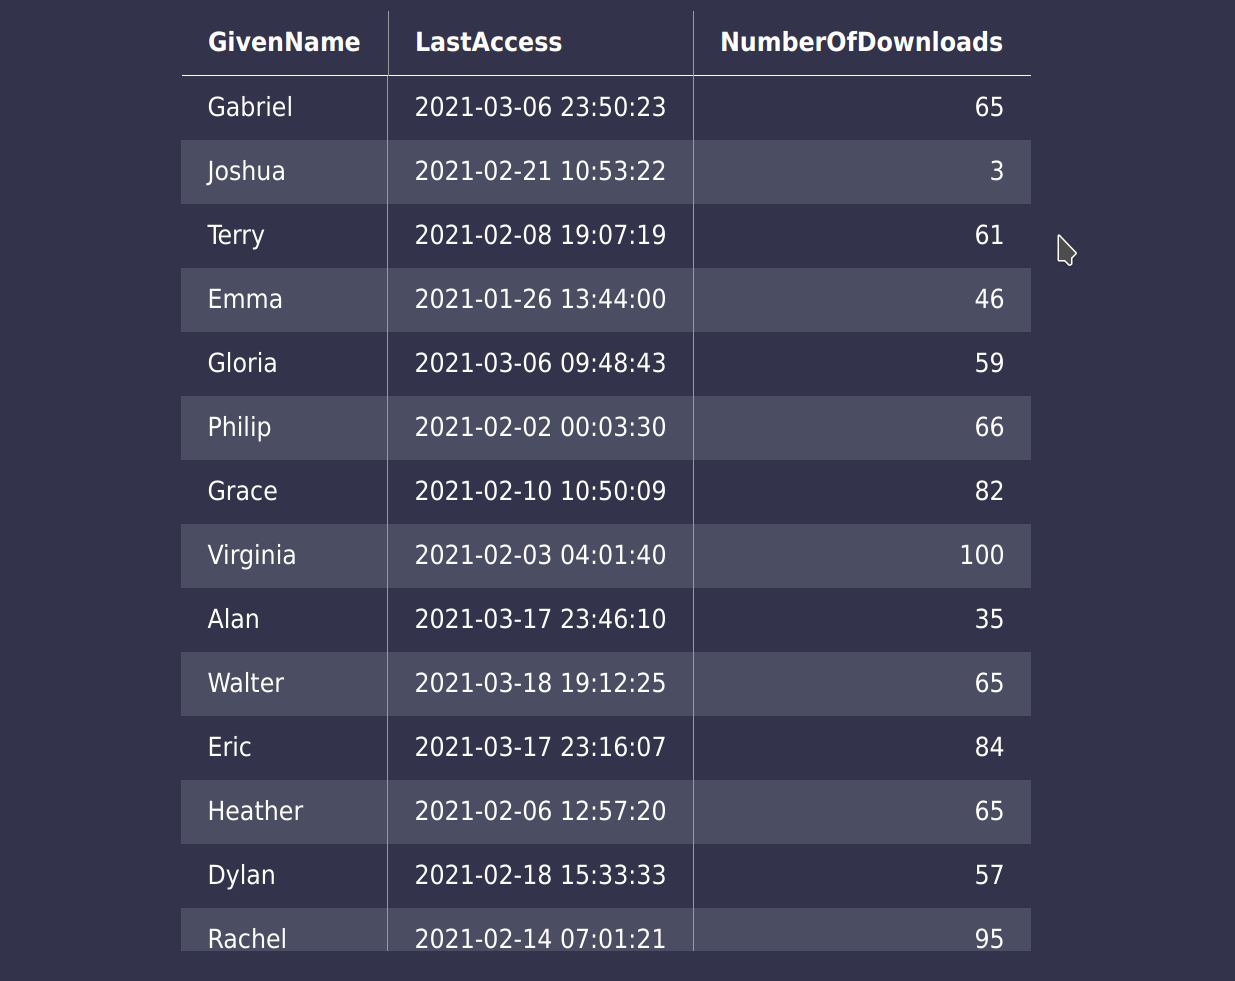 GivenName LastAccess NumberOfDownloads
Gabriel 2021-03-06 23:50:23 65
Joshua 2021-02-21 10:53:22 3
Terry 2021-02-08 19:07:19 61
Emma 2021-01-26 13:44:00 46
Gloria 2021-03-06 09:48:43 59
Philip 2021-02-02 00:03:30 66
Grace 2021-02-10 10:50:09 82
Virginia 2021-02-03 04:01:40 100
Alan 2021-03-17 23:46:10 35
Walter 2021-03-18 19:12:25 65
Eric 2021-03-17 23:16:07 84
Heather 2021-02-06 12:57:20 65
Dylan 2021-02-18 15:33:33 57
Rachel 2021-02-14 07:01:21 95